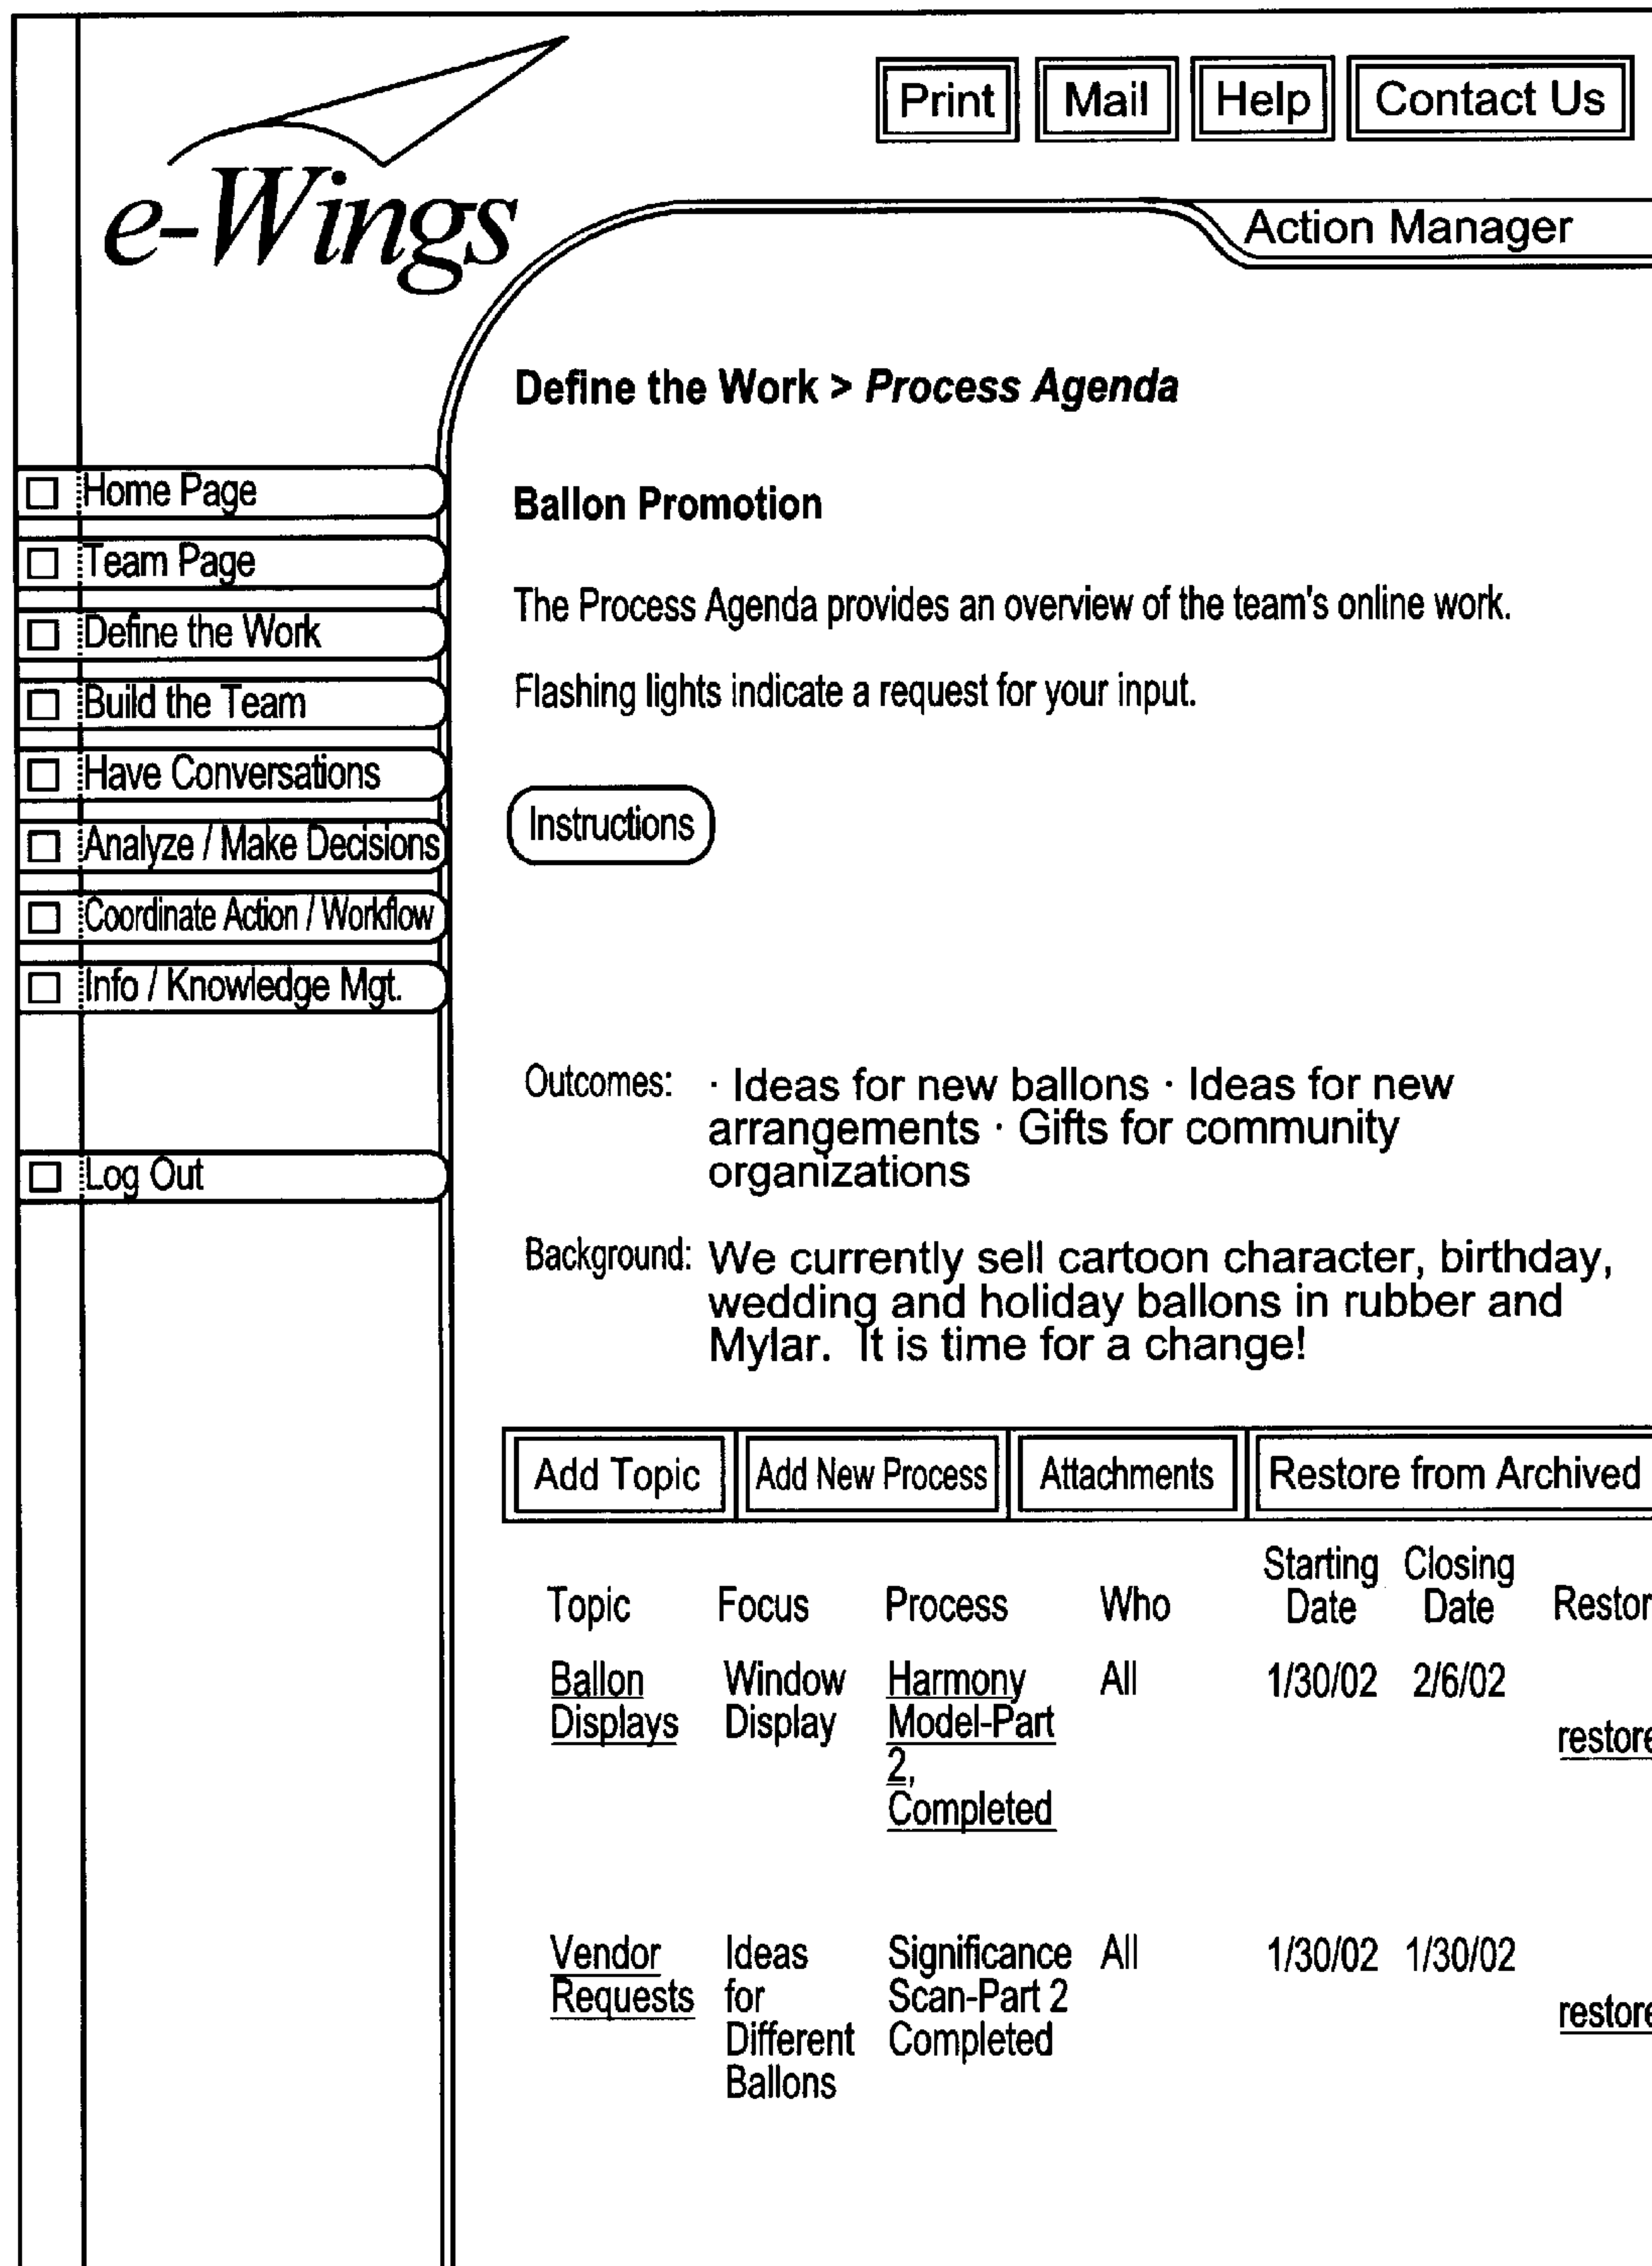 Print Mail Help Contact Us
e-Wings
Action Manager
Define the Work > Process Agenda
Home Page
Team Page
Define the Work
Build the Team
Have Conversations
Analyze / Make Decisions
Coordinate Action / Workflow
Info / Knowledge Mgt.
Log Out
Ballon Promotion
The Process Agenda provides an overview of the team's online work.
Flashing lights indicate a request for your input.
Instructions
Outcomes: · Ideas for new ballons · Ideas for new
arrangements · Gifts for community
organizations
Background: We currently sell cartoon character, birthday,
wedding and holiday ballons in rubber and
Mylar. It is time for a change!
Add Topic Add New Process Attachments Restore from Archived
Starting Closing
Topic Focus Process Who Date Date Restor
Ballon Window Harmony All 1/30/02 2/6/02
Displays Display Model-Part restore
2,
Completed
Vendor Ideas Significance All 1/30/02 1/30/02
Requests for Scan-Part 2 restore
Different Completed
Ballons